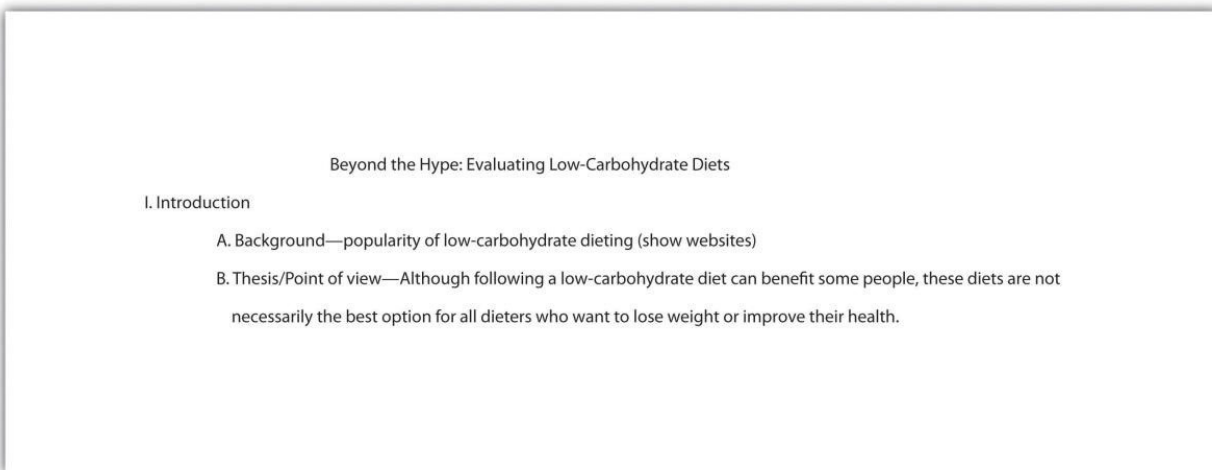 Beyond the Hype: Evaluating Low-Carbohydrate Diets
I. Introduction
A. Background—popularity of low-carbohydrate dieting (show websites)
B. Thesis/Point of view—Although following a low-carbohydrate diet can benefit some people, these diets are not
necessarily the best option for all dieters who want to lose weight or improve their health.